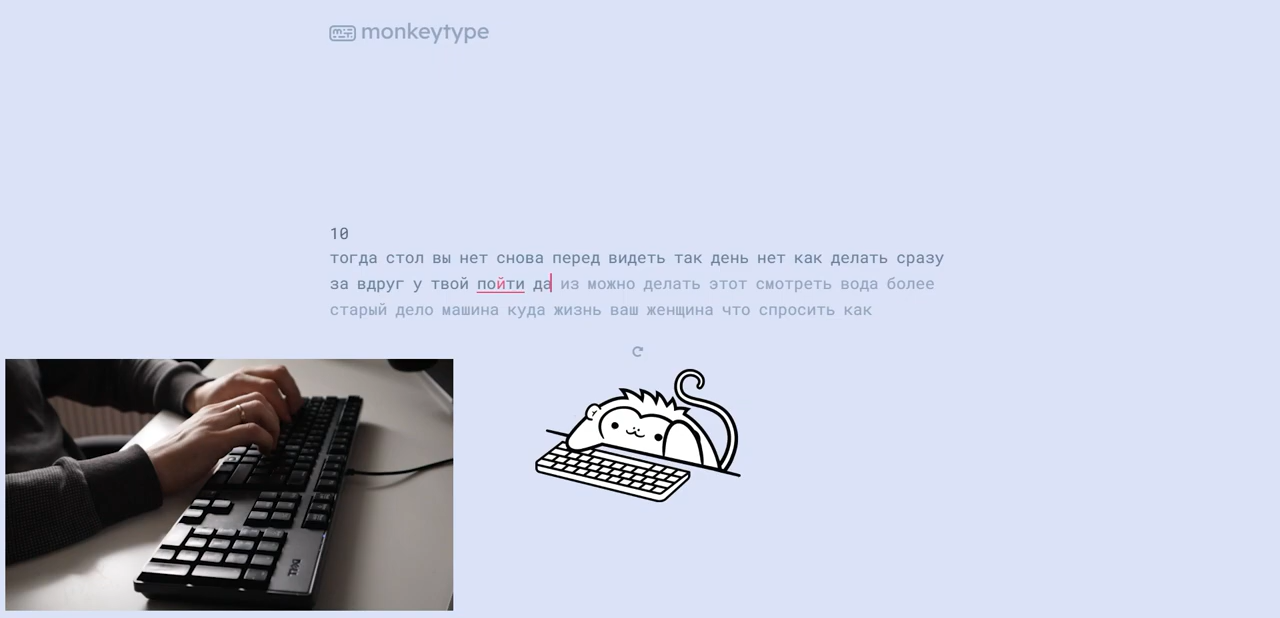 monkeytype
10
тогда стол вы нет снова перед видеть так день нет как делать сразу
за вдруг у твой пойти да из можно делать этот смотреть вода более
старый дело машина куда жизнь ваш женщина что спросить как
DELL